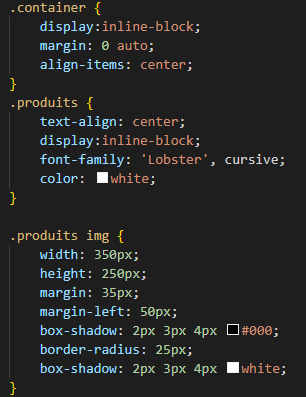 .container {
display:inline-block;
margin: 0 auto;
align-items: center;
}
.produits {
text-align: center;
display:inline-block;
font-family: 'Lobster', cursive;
color: white;
}
.produits img {
width: 350px;
height: 250px;
margin: 35px;
margin-left: 50px;
box-shadow: 2px 3px 4px #000;
border-radius: 25px;
box-shadow: 2px 3px 4px white;
}